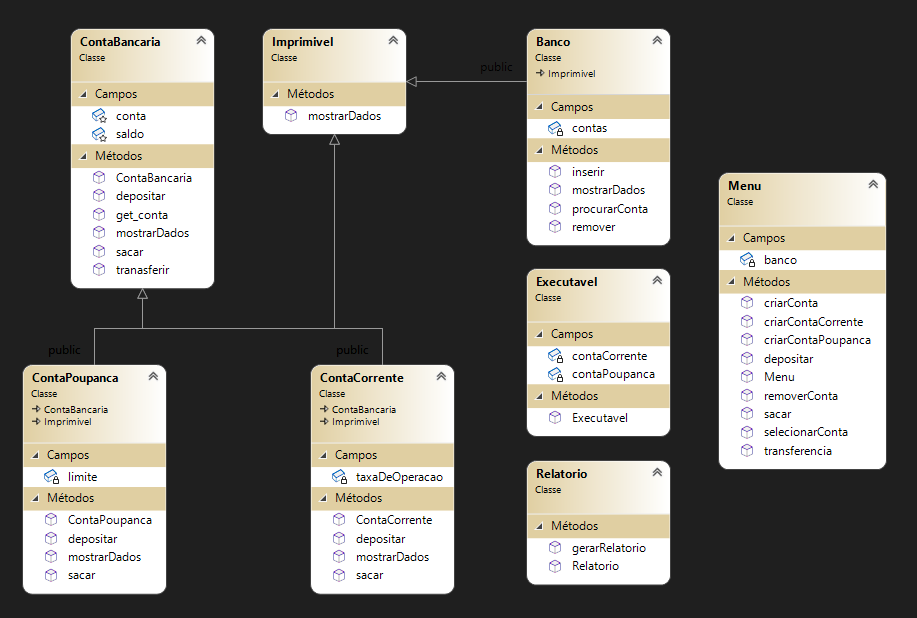 ContaBancaria
Classe
Campos
conta
saldo
Métodos
ContaBancaria
depositar
get_conta
mostrarDados
sacar
tranasferir
Imprimivel
Classe
Métodos
mostrarDados
public
Banco
Classe
Imprimivel
Campos
contas
Métodos
inserir
mostrarDados
procurarConta
remover
Menu
Classe
Campos
banco
Métodos
criarConta
criarContaCorrente
criarContaPoupanca
depositar
Menu
removerConta
sacar
selecionarConta
transferencia
Executavel
Classe
Campos
contaCorrente
contaPoupanca
Métodos
Executavel
public
ContaPoupanca
Classe
ContaBancaria
Imprimivel
Campos
limite
Métodos
ContaPoupanca
depositar
mostrarDados
sacar
public
ContaCorrente
Classe
ContaBancaria
Imprimivel
Campos
taxaDeOperacao
Métodos
ContaCorrente
depositar
mostrarDados
sacar
Relatorio
Classe
Métodos
gerarRelatorio
Relatorio